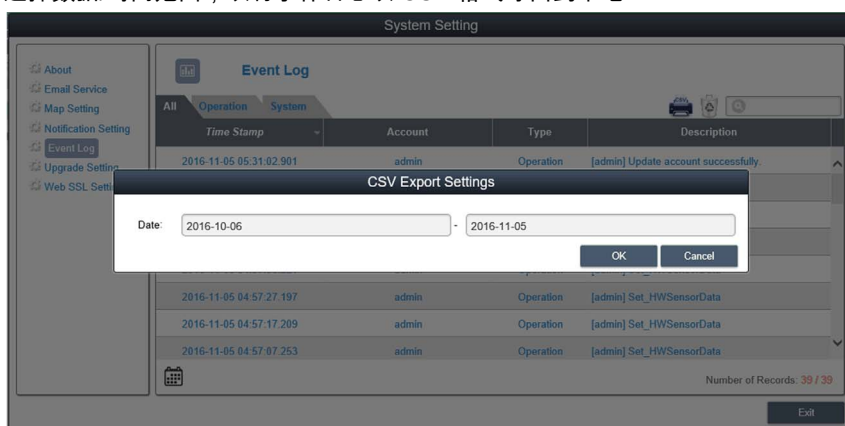 System Setting
About
Email Service
Map Setting
Notification Setting
Event Log
Upgrade Setting
Web SSL Setti
Event Log
All Operation System
Time Stamp Account Type Description
2016-11-05 05:31:02.901 admin Operation [admin] Update account successfully.
CSV Export Settings
Date: 2016-10-06 - 2016-11-05
OK Cancel
2016-11-05 04:57:27.197 admin Operation [admin] Set_HWSensorData
2016-11-05 04:57:17.209 admin Operation [admin] Set_HWSensorData
2016-11-05 04:57:07.253 admin Operation [admin] Set_HWSensorData
Number of Records: 39 / 39
Exit